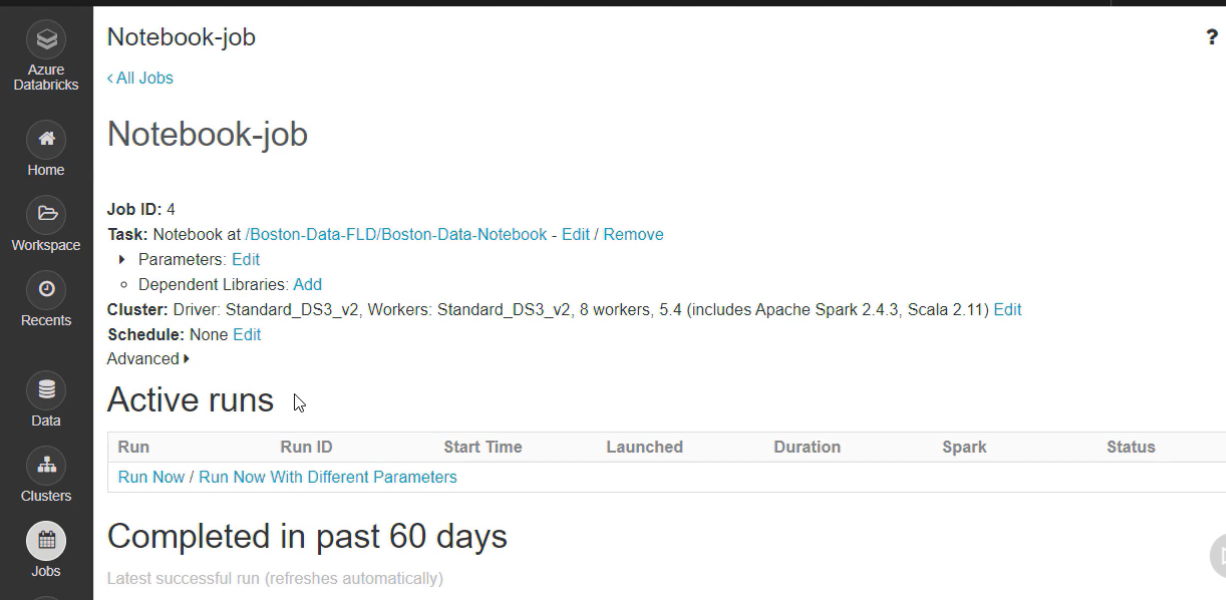 Notebook-job
?
< All Jobs
Notebook-job
Job ID: 4
Task: Notebook at /Boston-Data-FLD/Boston-Data-Notebook - Edit / Remove
Parameters: Edit
Dependent Libraries: Add
Cluster: Driver: Standard_DS3_v2, Workers: Standard_DS3_v2, 8 workers, 5.4 (includes Apache Spark 2.4.3, Scala 2.11) Edit
Schedule: None Edit
Advanced
Active runs
Run Run ID Start Time Launched Duration Spark Status
Run Now / Run Now With Different Parameters
Completed in past 60 days
Latest successful run (refreshes automatically)
Azure
Databricks
Home
Workspace
Recents
Data
Clusters
Jobs